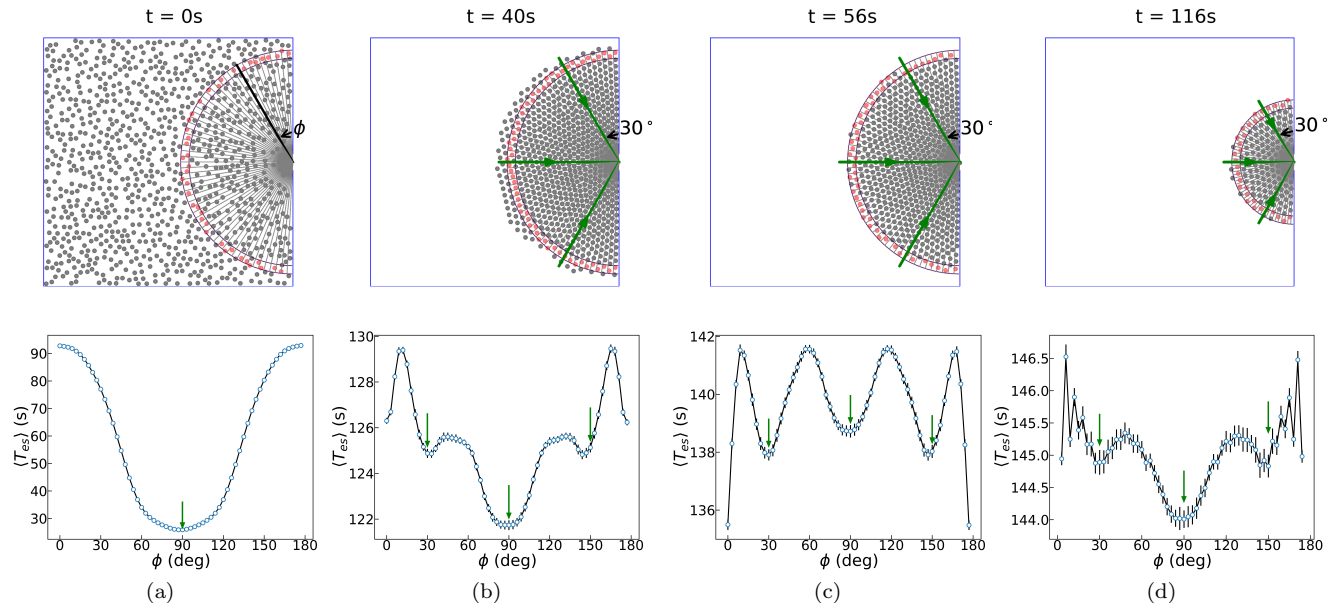 t = 0s
t = 40s
t = 56s
t = 116s
ϕ
30°
30°
30°
90
80
70
60
50
40
30
⟨T_es⟩ (s)
0 30 60 90 120 150 180
ϕ (deg)
(a)
130
128
126
124
122
⟨T_es⟩ (s)
0 30 60 90 120 150 180
ϕ (deg)
(b)
142
140
138
136
⟨T_es⟩ (s)
0 30 60 90 120 150 180
ϕ (deg)
(c)
146.5
146.0
145.5
145.0
144.5
144.0
⟨T_es⟩ (s)
0 30 60 90 120 150 180
ϕ (deg)
(d)